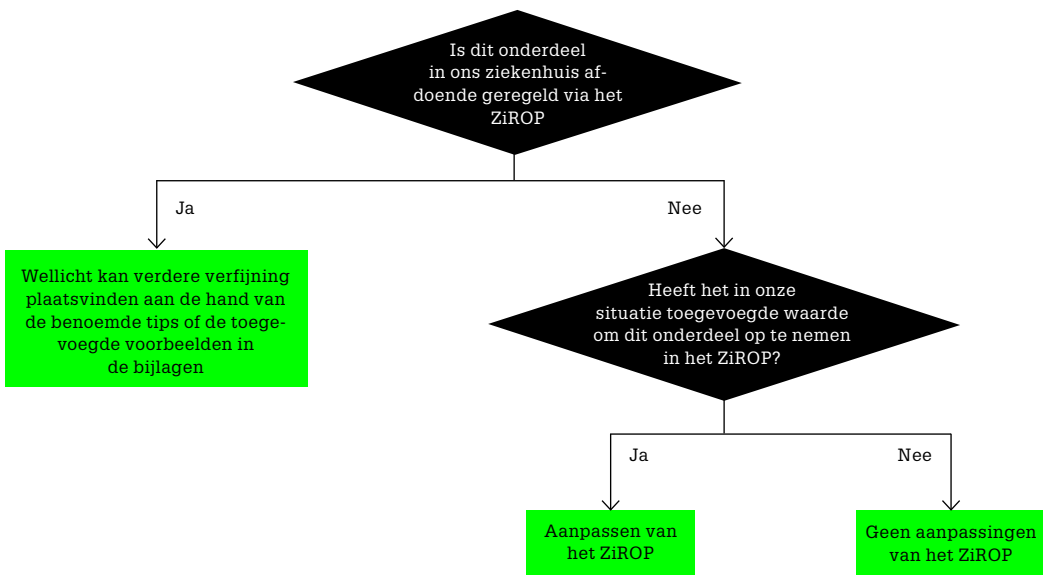 Is dit onderdeel
in ons ziekenhuis af-
doende geregeld via het
ZiROP
Ja
Nee
Wellicht kan verdere verfijning
plaatsvinden aan de hand van
de benoemde tips of de toege-
voegde voorbeelden in
de bijlagen
Heeft het in onze
situatie toegevoegde waarde
om dit onderdeel op te nemen
in het ZiROP?
Ja
Nee
Aanpassen van
het ZiROP
Geen aanpassingen
van het ZiROP